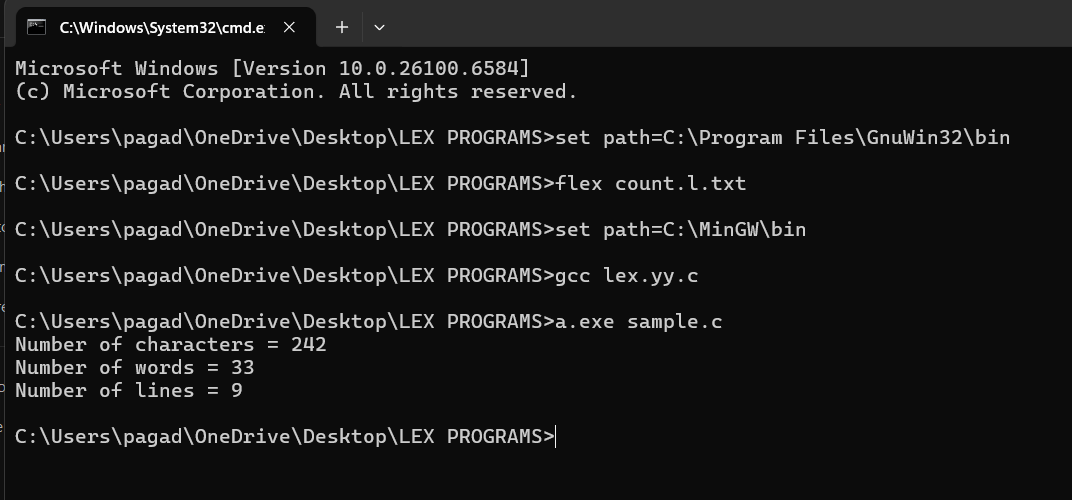 C:\Windows\System32\cmd.e
Microsoft Windows [Version 10.0.26100.6584]
(c) Microsoft Corporation. All rights reserved.
C:\Users\pagad\OneDrive\Desktop\LEX PROGRAMS>set path=C:\Program Files\GnuWin32\bin
C:\Users\pagad\OneDrive\Desktop\LEX PROGRAMS>flex count.l.txt
C:\Users\pagad\OneDrive\Desktop\LEX PROGRAMS>set path=C:\MinGW\bin
C:\Users\pagad\OneDrive\Desktop\LEX PROGRAMS>gcc lex.yy.c
C:\Users\pagad\OneDrive\Desktop\LEX PROGRAMS>a.exe sample.c
Number of characters = 242
Number of words = 33
Number of lines = 9
C:\Users\pagad\OneDrive\Desktop\LEX PROGRAMS>